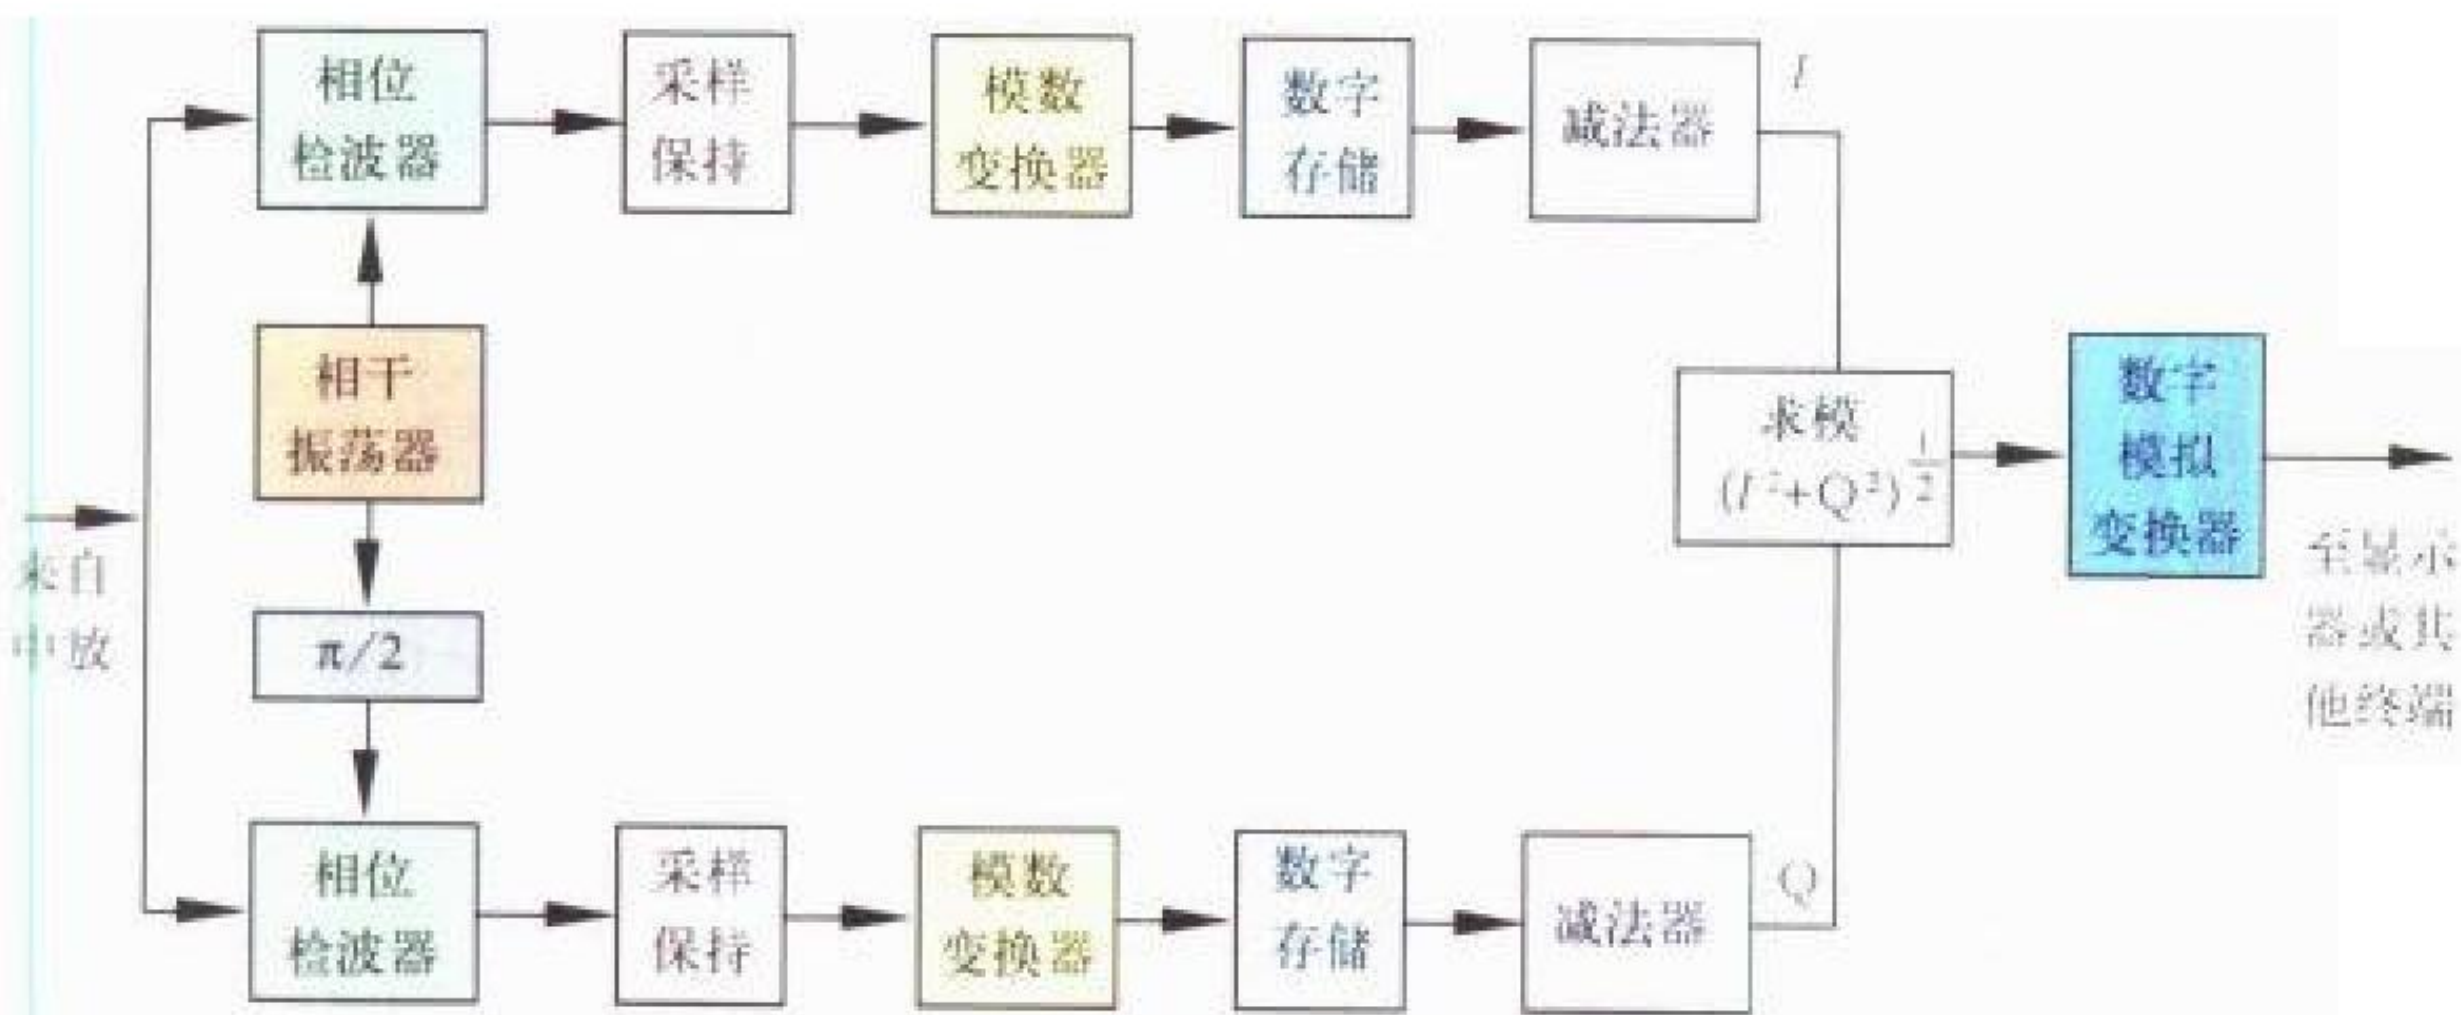 相位
检波器
采样
保持
模数
变换器
数字
存储
减法器
I
相干
振荡器
π/2
来自
中放
求模
(I²+Q²)^½
数字
模拟
变换器
至显示
器或其
他终端
相位
检波器
采样
保持
模数
变换器
数字
存储
减法器
Q